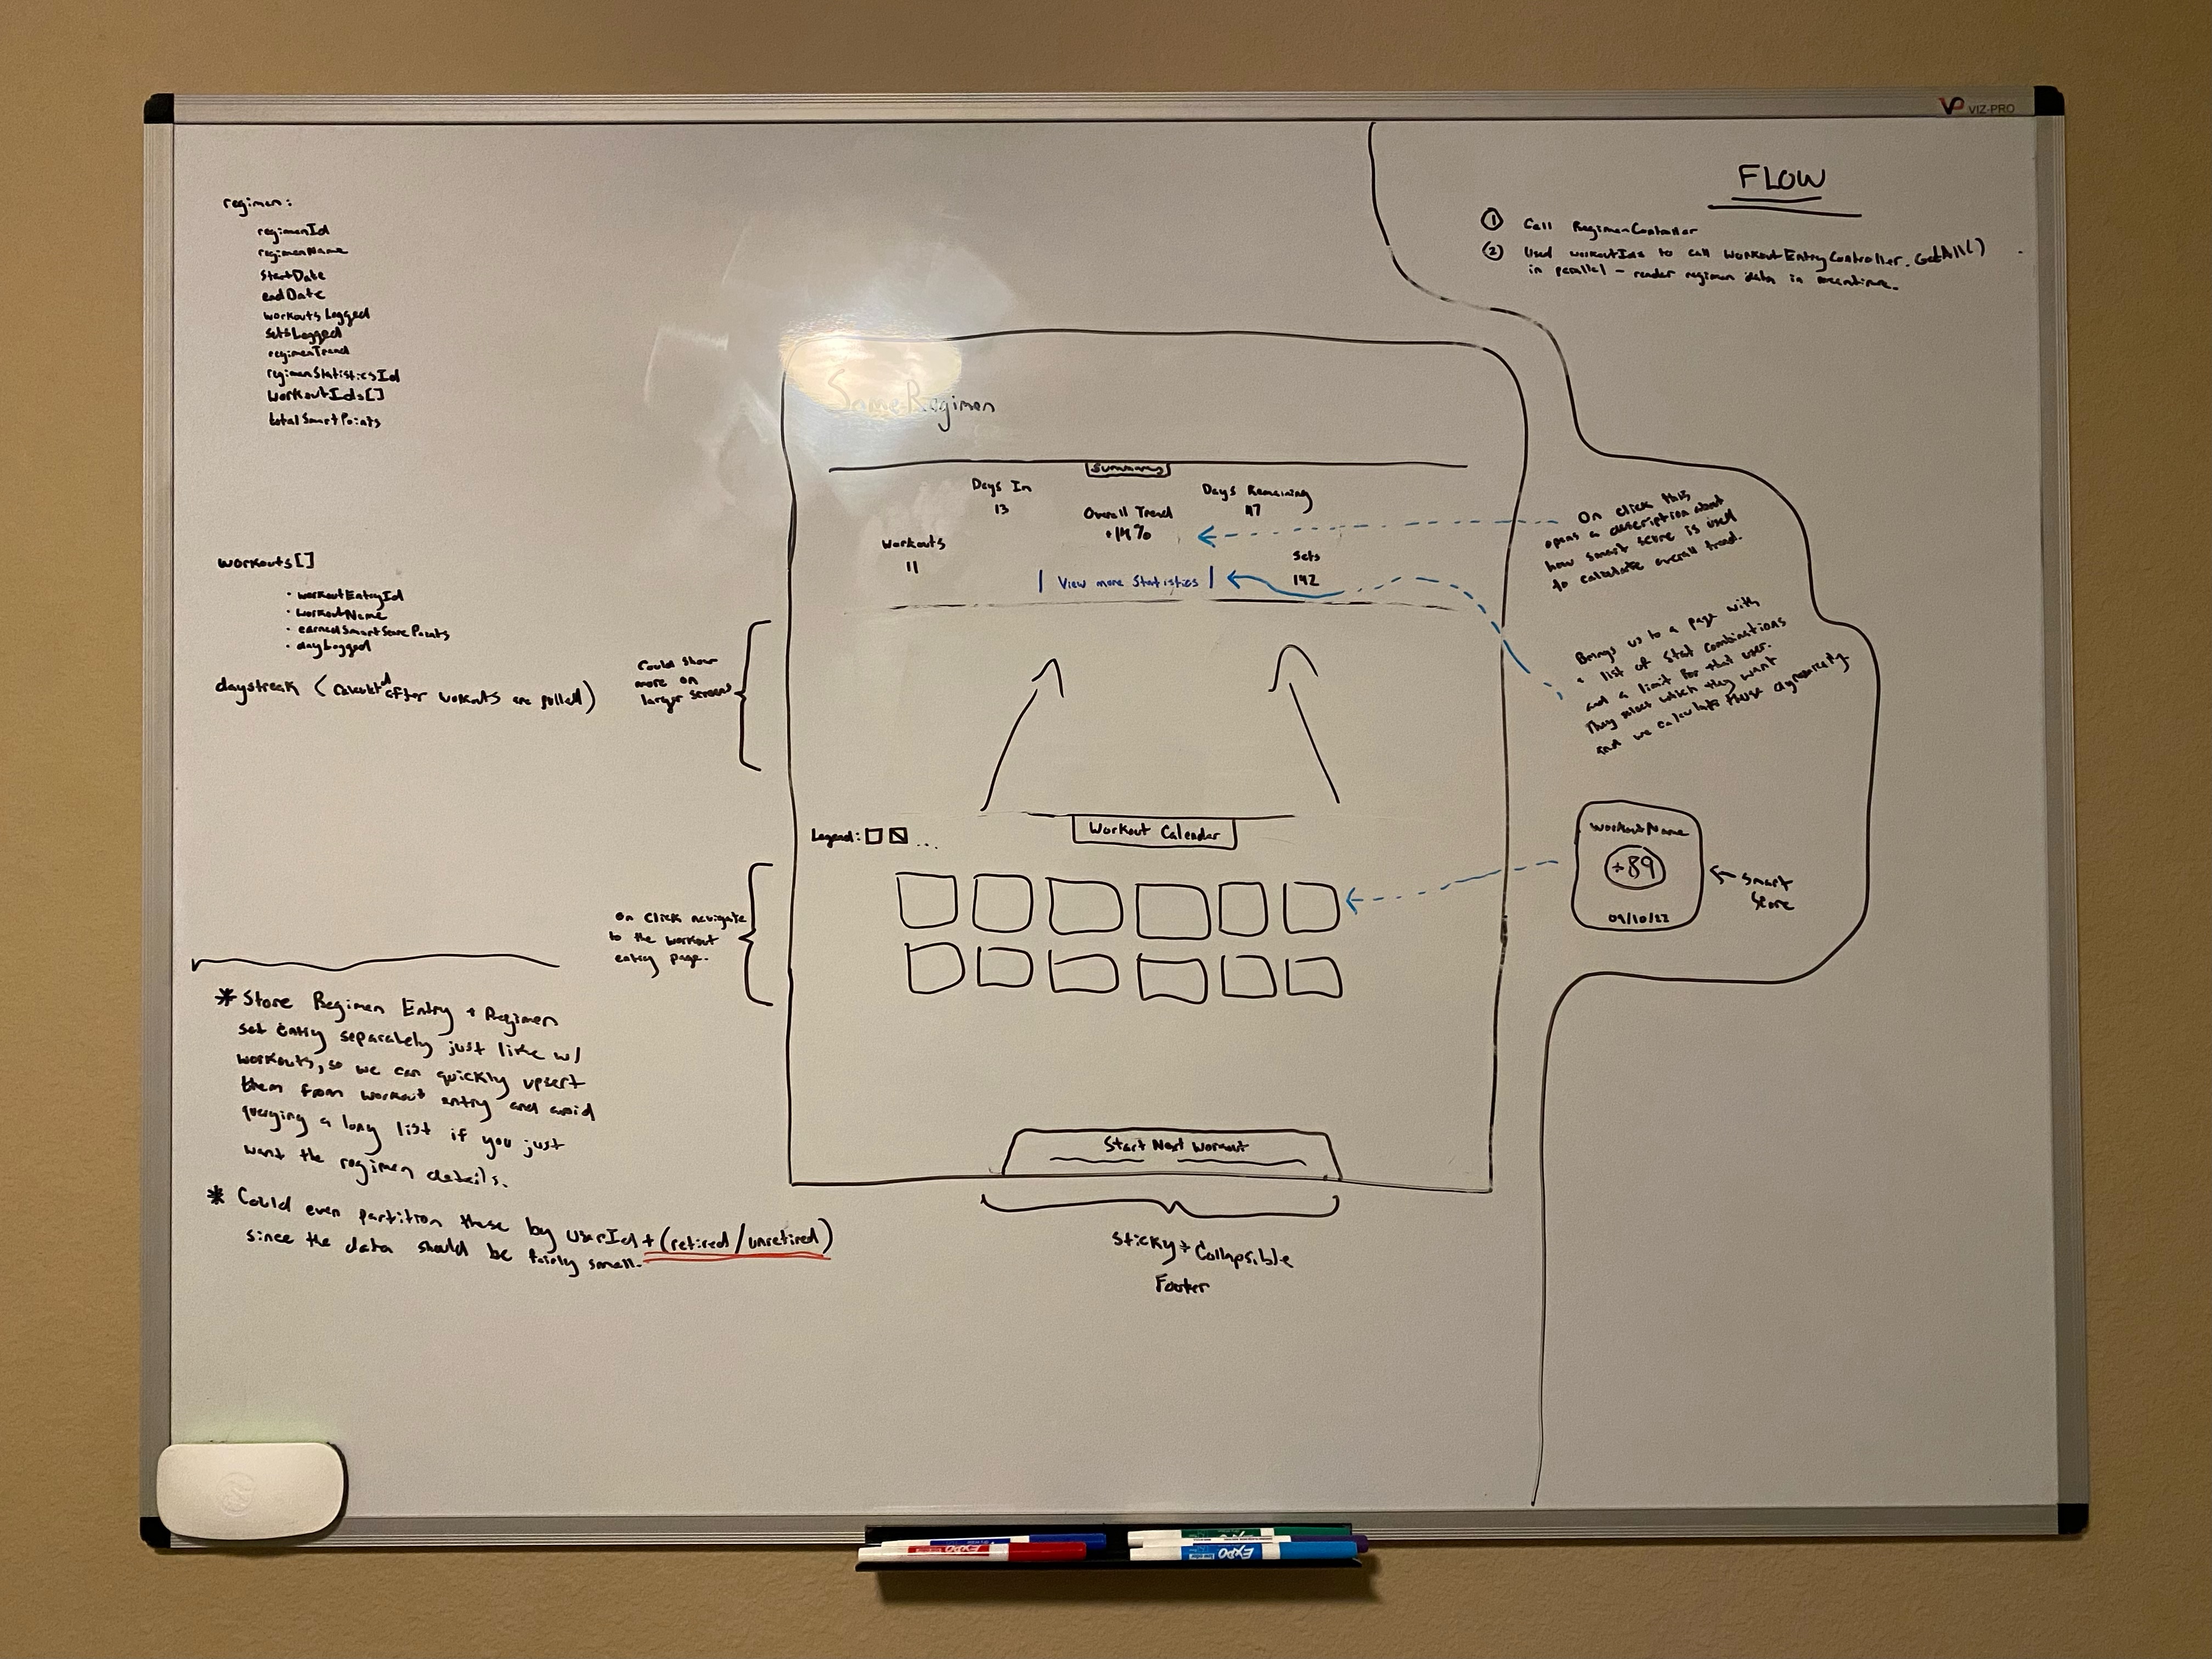 VP VIZ-PRO
regimen:
regimenId
regimenName
startDate
endDate
workoutsLogged
setsLogged
regimenTrend
regimenStatisticsId
workoutIds[]
totalSmartPoints
workouts[]
• workoutEntryId
• workoutName
• earnedSmartScorePoints
• dayLogged
daystreak (calculated after workouts are pulled)
* Store Regimen Entry + Regimen
set entry separately just like w/
workouts, so we can quickly upsert
them from workout entry and avoid
querying a long list if you just
want the regimen details.
* Could even partition these by userId + (retired/unretired)
since the data should be fairly small.
Could show
more on
larger screens
On click navigate
to the workout
entry page.
Some Regimen
Summary
Days In
13
Days Remaining
47
Overall Trend
+14%
Workouts
11
Sets
142
| View more Statistics |
Legend: ...
Workout Calendar
Start Next Workout
Sticky + Collapsible
Footer
FLOW
1 Call RegimenController
2 Used workoutIds to call WorkoutEntryController.GetAll()
in parallel - render regimen data in meantime.
On click this
opens a description about
how smart score is used
to calculate overall trend.
Brings us to a page with
a list of stat combinations
and a limit for that user.
They select which they want
and we calculate these dynamically
workoutName
+89
09/10/22
Smart
Score
EXPO
EXPO
EXPO